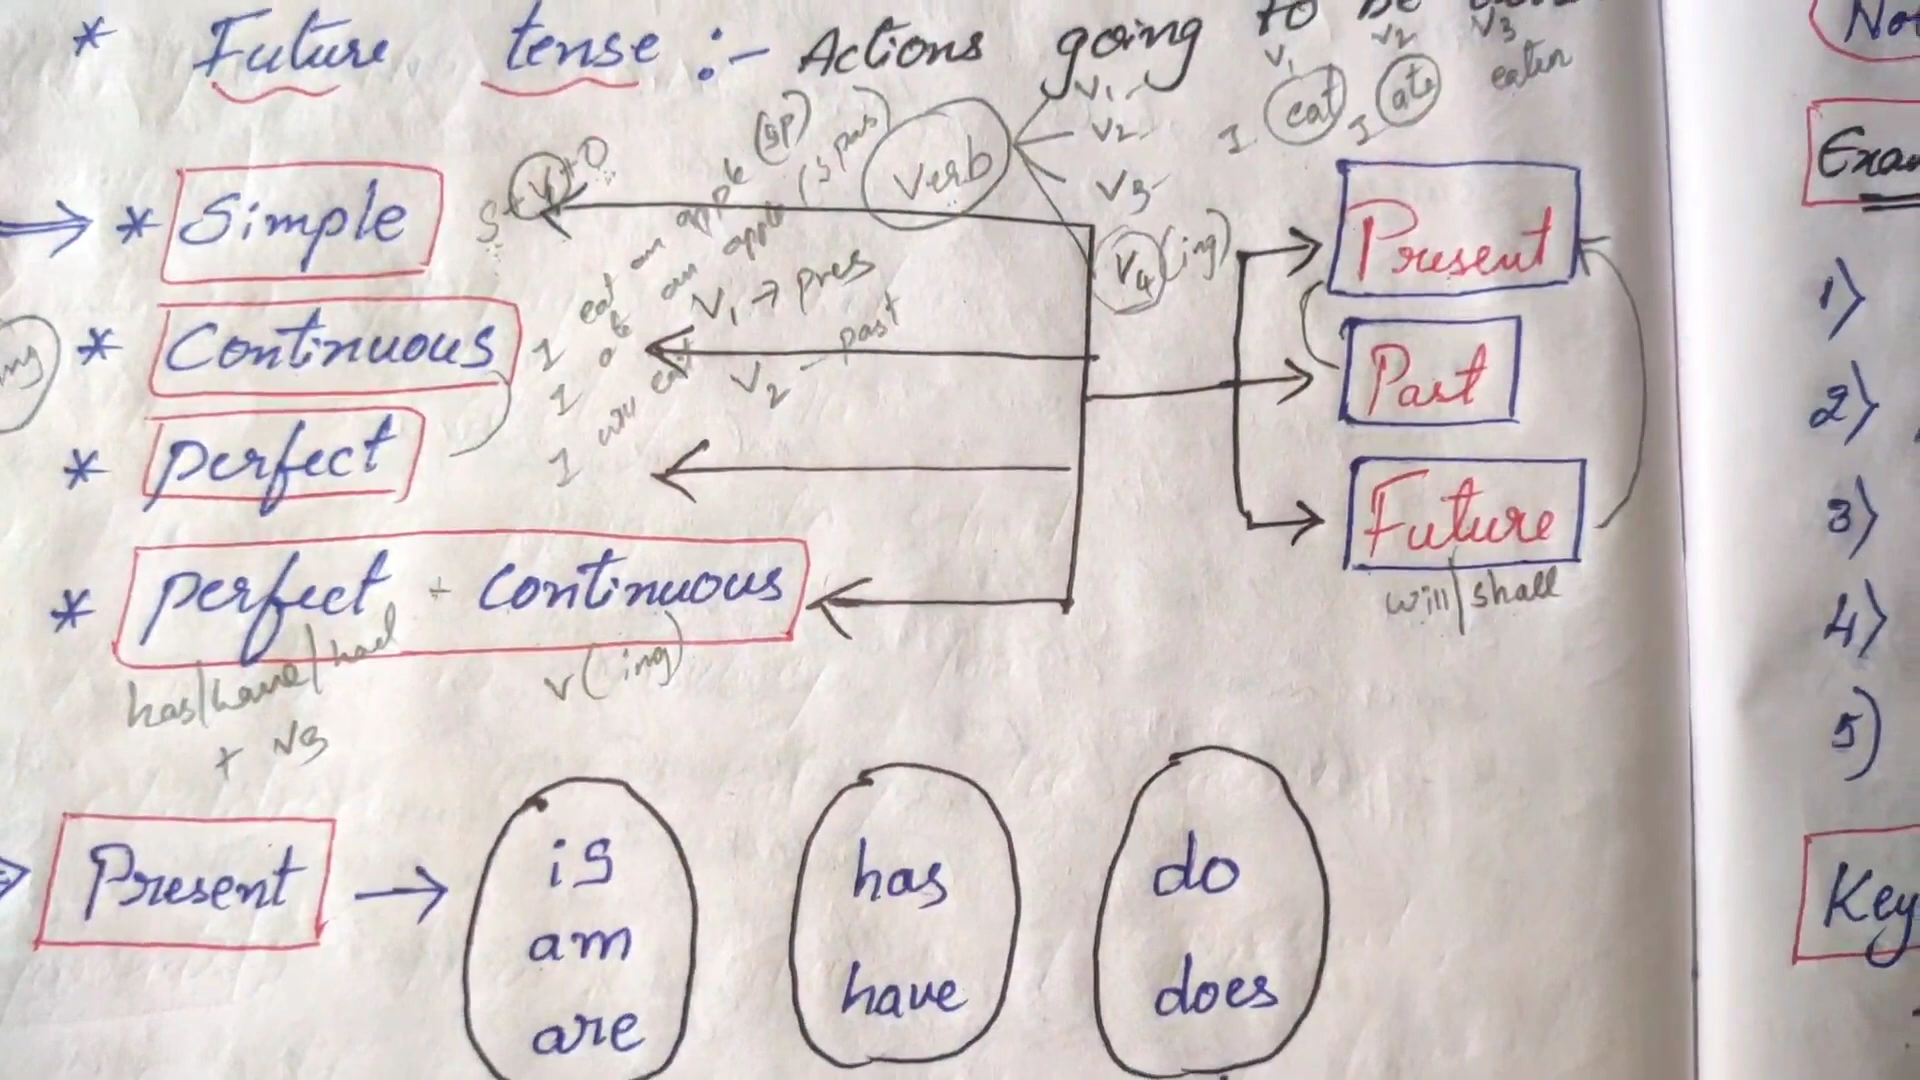 * Future tense :- Actions going to be
V1 V2 V3
I eat I ate eaten
Verb
V1
V2
V3
V4 (ing)
* Simple
S + V + O
I eat an apple (sp)
I ate an apple (s pas)
I will eat
V1 → pres
V2 - past
* Continuous
* perfect
* perfect + continuous
has/have/had
+ V3
v(ing)
Present
Past
Future
will/shall
Present → is
am
are
has
have
do
does
1)
2)
3)
4)
5)
Key